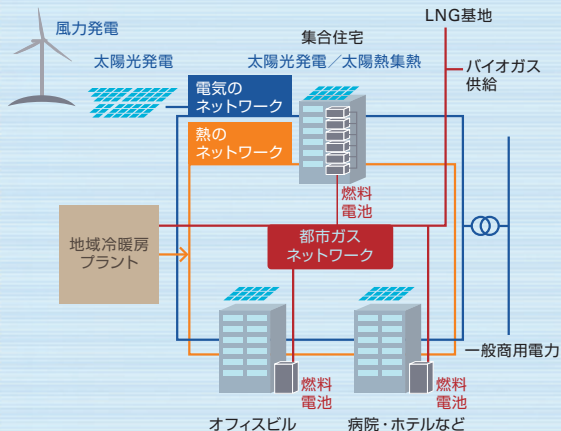 風力発電
太陽光発電
集合住宅
太陽光発電／太陽熱集熱
LNG基地
バイオガス
供給
電気の
ネットワーク
熱の
ネットワーク
燃料
電池
地域冷暖房
プラント
都市ガス
ネットワーク
一般商用電力
燃料
電池
燃料
電池
オフィスビル
病院・ホテルなど